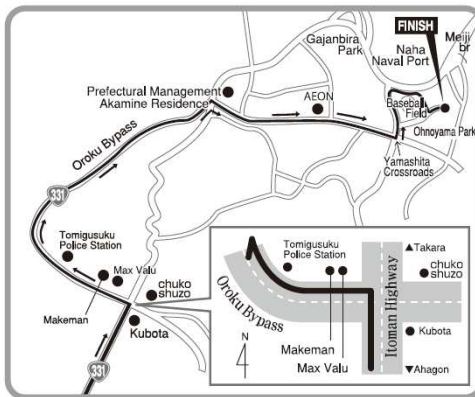 FINISH
Gajanbira
Park
Naha
Naval Port
Meiji
br
Prefectural Management
Akamine Residence
AEON
Baseball
Field
Ohnoyama Park
Oroku Bypass
Yamashita
Crossroads
331
Tomigusuku
Police Station
Max Valu
chuko
shuzo
Makeman
Kubota
331
Tomigusuku
Police Station
▲Takara
chuko
shuzo
Oroku Bypass
Itoman Highway
Kubota
N
Makeman
Max Valu
▼Ahagon